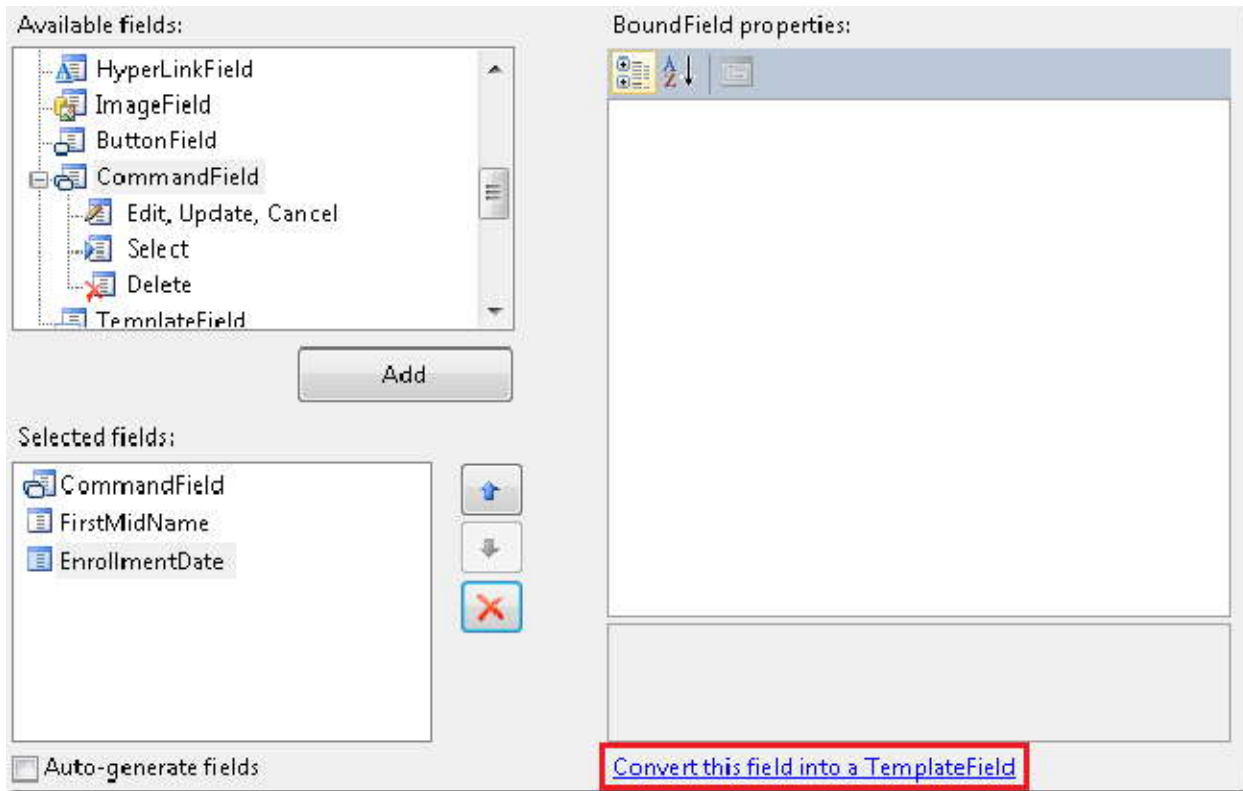 Available fields:
HyperLinkField
ImageField
ButtonField
CommandField
Edit, Update, Cancel
Select
Delete
TemplateField
Add
Selected fields:
CommandField
FirstMidName
EnrollmentDate
Auto-generate fields
BoundField properties:
A
Z
Convert this field into a TemplateField